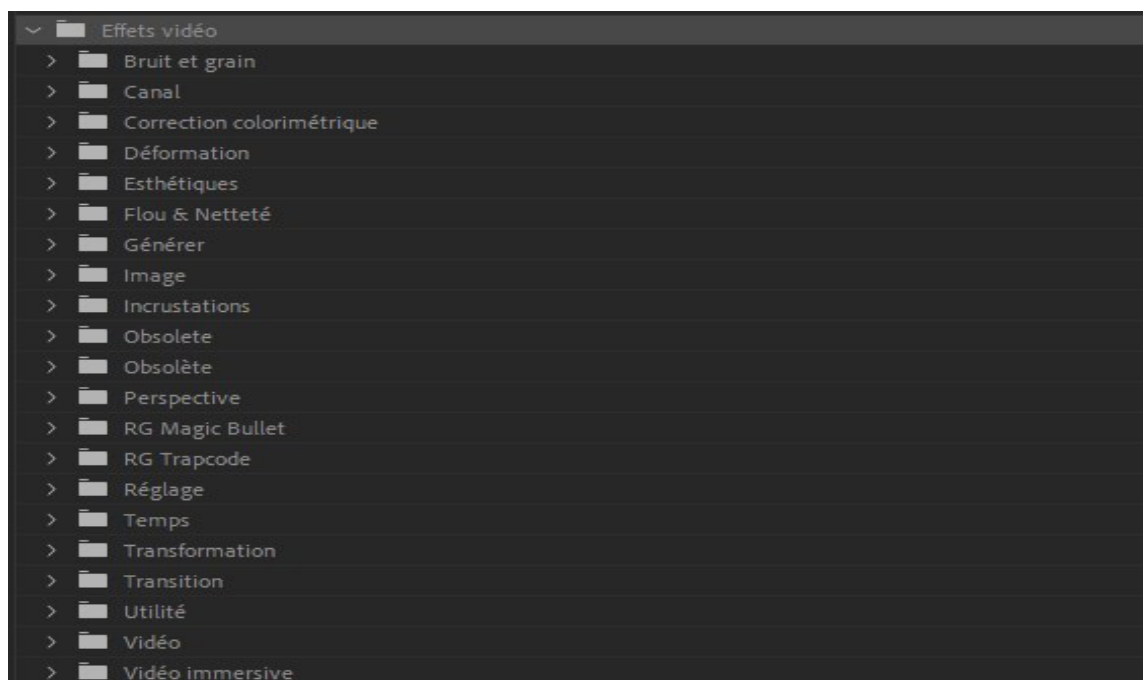 Effets vidéo
Bruit et grain
Canal
Correction colorimétrique
Déformation
Esthétiques
Flou & Netteté
Générer
Image
Incrustations
Obsolete
Obsolète
Perspective
RG Magic Bullet
RG Trapcode
Réglage
Temps
Transformation
Transition
Utilité
Vidéo
Vidéo immersive